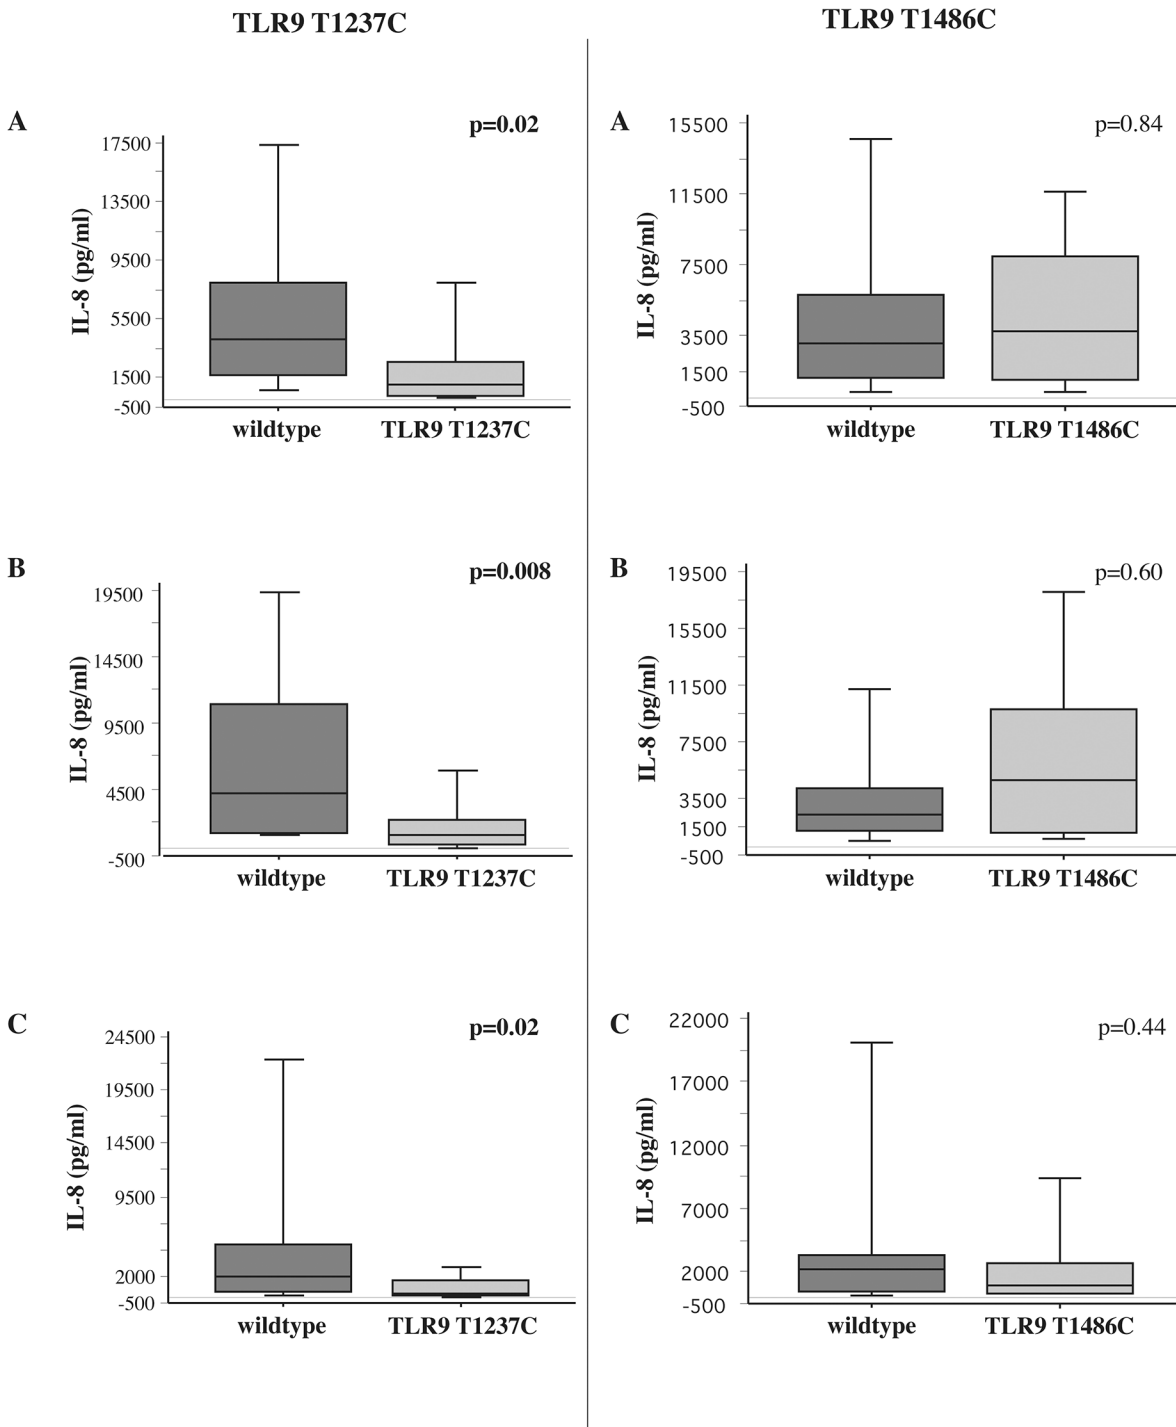 TLR9 T1237C
A
p=0.02
IL-8 (pg/ml)
17500
13500
9500
5500
1500
-500
wildtype
TLR9 T1237C
B
p=0.008
IL-8 (pg/ml)
19500
14500
9500
4500
-500
wildtype
TLR9 T1237C
C
p=0.02
IL-8 (pg/ml)
24500
19500
14500
9500
2000
-500
wildtype
TLR9 T1237C
TLR9 T1486C
A
p=0.84
IL-8 (pg/ml)
15500
11500
7500
3500
1500
-500
wildtype
TLR9 T1486C
B
p=0.60
IL-8 (pg/ml)
19500
15500
11500
7500
3500
1500
-500
wildtype
TLR9 T1486C
C
p=0.44
IL-8 (pg/ml)
22000
17000
12000
7000
2000
-500
wildtype
TLR9 T1486C